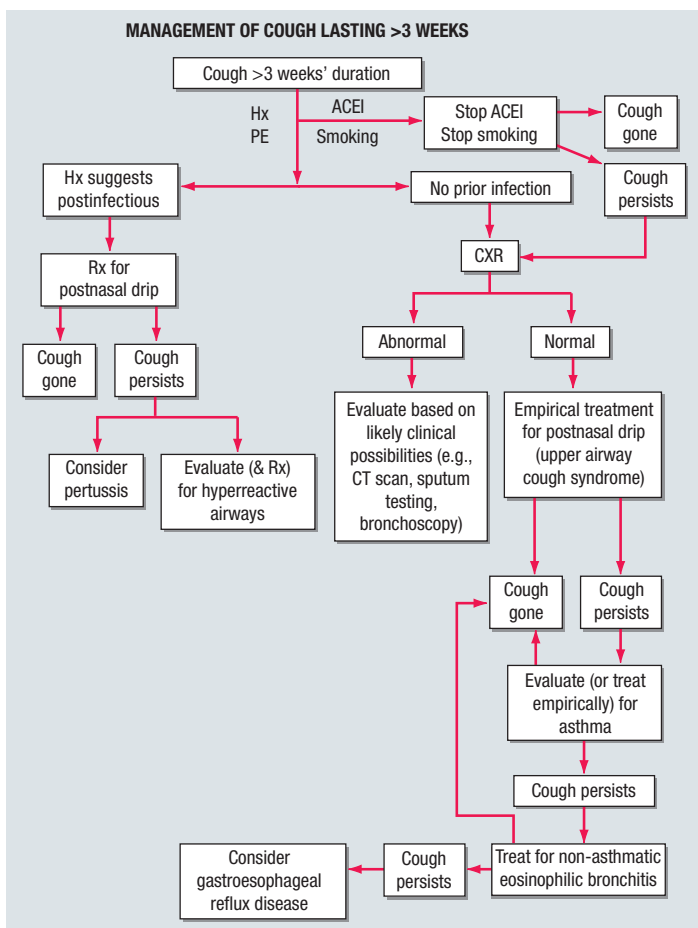 MANAGEMENT OF COUGH LASTING >3 WEEKS
Cough >3 weeks' duration
Hx
PE
ACEI
Smoking
Stop ACEI
Stop smoking
Cough
gone
Cough
persists
Hx suggests
postinfectious
No prior infection
Rx for
postnasal drip
CXR
Cough
gone
Cough
persists
Abnormal
Normal
Consider
pertussis
Evaluate (& Rx)
for hyperreactive
airways
Evaluate based on
likely clinical
possibilities (e.g.,
CT scan, sputum
testing,
bronchoscopy)
Empirical treatment
for postnasal drip
(upper airway
cough syndrome)
Cough
gone
Cough
persists
Evaluate (or treat
empirically) for
asthma
Cough persists
Treat for non-asthmatic
eosinophilic bronchitis
Cough
persists
Consider
gastroesophageal
reflux disease